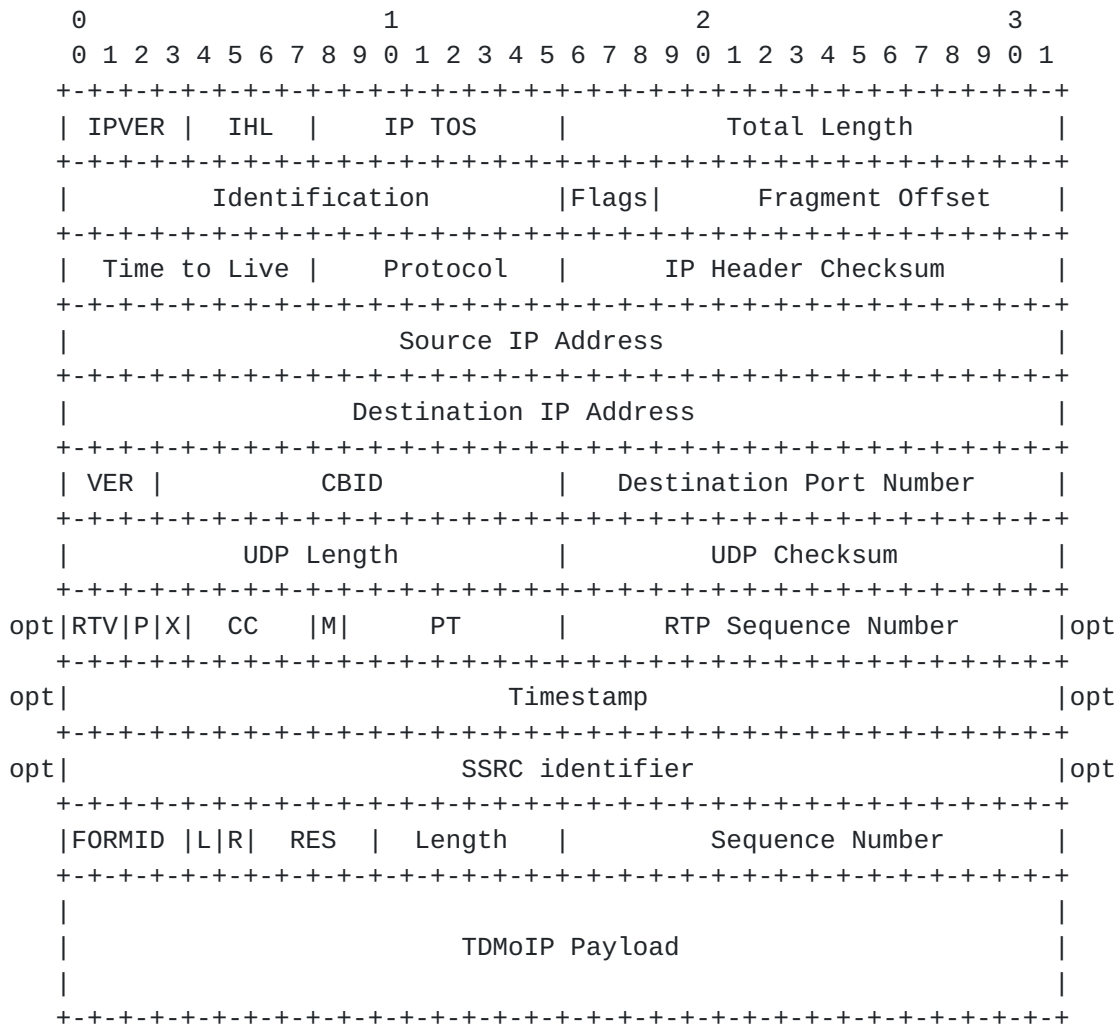 0                   1                   2                   3
 0 1 2 3 4 5 6 7 8 9 0 1 2 3 4 5 6 7 8 9 0 1 2 3 4 5 6 7 8 9 0 1
+-+-+-+-+-+-+-+-+-+-+-+-+-+-+-+-+-+-+-+-+-+-+-+-+-+-+-+-+-+-+-+-+
| IPVER |  IHL  |    IP TOS     |          Total Length         |
+-+-+-+-+-+-+-+-+-+-+-+-+-+-+-+-+-+-+-+-+-+-+-+-+-+-+-+-+-+-+-+-+
|         Identification        |Flags|      Fragment Offset    |
+-+-+-+-+-+-+-+-+-+-+-+-+-+-+-+-+-+-+-+-+-+-+-+-+-+-+-+-+-+-+-+-+
|  Time to Live |    Protocol   |      IP Header Checksum       |
+-+-+-+-+-+-+-+-+-+-+-+-+-+-+-+-+-+-+-+-+-+-+-+-+-+-+-+-+-+-+-+-+
|                     Source IP Address                         |
+-+-+-+-+-+-+-+-+-+-+-+-+-+-+-+-+-+-+-+-+-+-+-+-+-+-+-+-+-+-+-+-+
|                  Destination IP Address                       |
+-+-+-+-+-+-+-+-+-+-+-+-+-+-+-+-+-+-+-+-+-+-+-+-+-+-+-+-+-+-+-+-+
| VER |          CBID           |   Destination Port Number     |
+-+-+-+-+-+-+-+-+-+-+-+-+-+-+-+-+-+-+-+-+-+-+-+-+-+-+-+-+-+-+-+-+
|           UDP Length          |         UDP Checksum          |
+-+-+-+-+-+-+-+-+-+-+-+-+-+-+-+-+-+-+-+-+-+-+-+-+-+-+-+-+-+-+-+-+
opt|RTV|P|X|  CC   |M|     PT      |      RTP Sequence Number      |opt
+-+-+-+-+-+-+-+-+-+-+-+-+-+-+-+-+-+-+-+-+-+-+-+-+-+-+-+-+-+-+-+-+
opt|                            Timestamp                          |opt
+-+-+-+-+-+-+-+-+-+-+-+-+-+-+-+-+-+-+-+-+-+-+-+-+-+-+-+-+-+-+-+-+
opt|                         SSRC identifier                       |opt
+-+-+-+-+-+-+-+-+-+-+-+-+-+-+-+-+-+-+-+-+-+-+-+-+-+-+-+-+-+-+-+-+
|FORMID |L|R|  RES  |  Length   |         Sequence Number       |
+-+-+-+-+-+-+-+-+-+-+-+-+-+-+-+-+-+-+-+-+-+-+-+-+-+-+-+-+-+-+-+-+
|                                                               |
|                         TDMoIP Payload                        |
|                                                               |
+-+-+-+-+-+-+-+-+-+-+-+-+-+-+-+-+-+-+-+-+-+-+-+-+-+-+-+-+-+-+-+-+